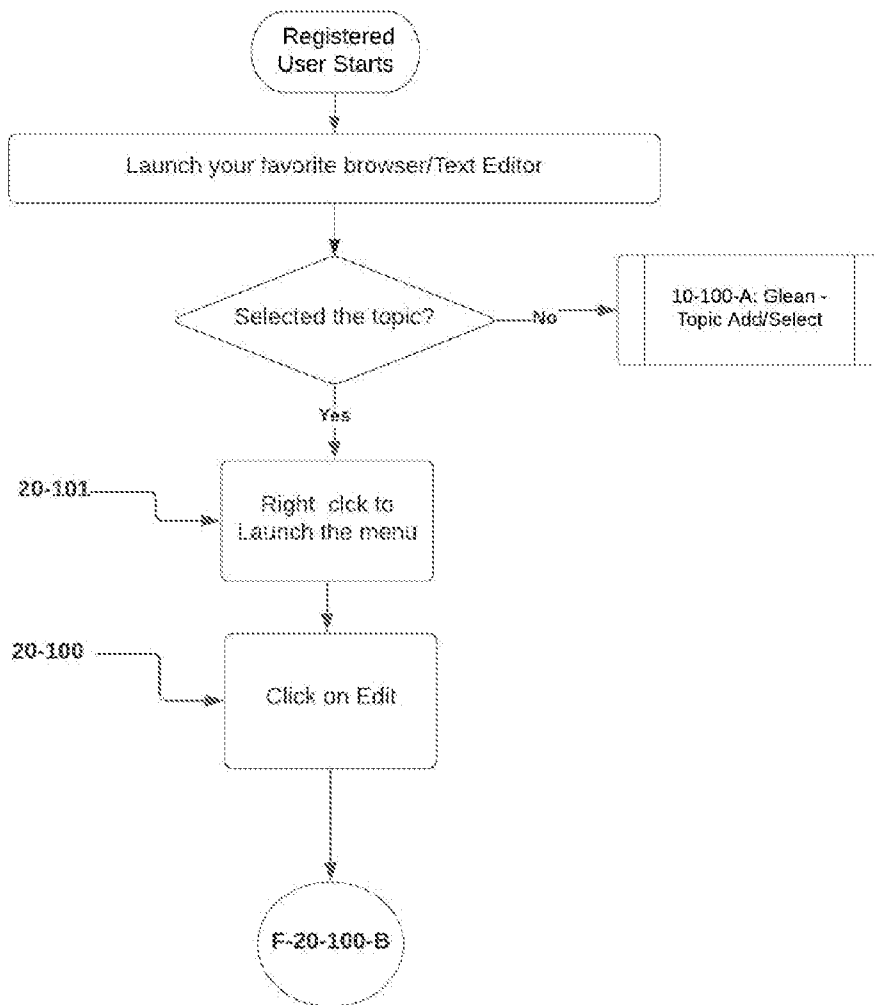 Registered
User Starts
Launch your favorite browser/Text Editor
Selected the topic?
No
10-100-A: Glean -
Topic Add/Select
Yes
20-101
Right clck to
Launch the menu
20-100
Click on Edit
F-20-100-B